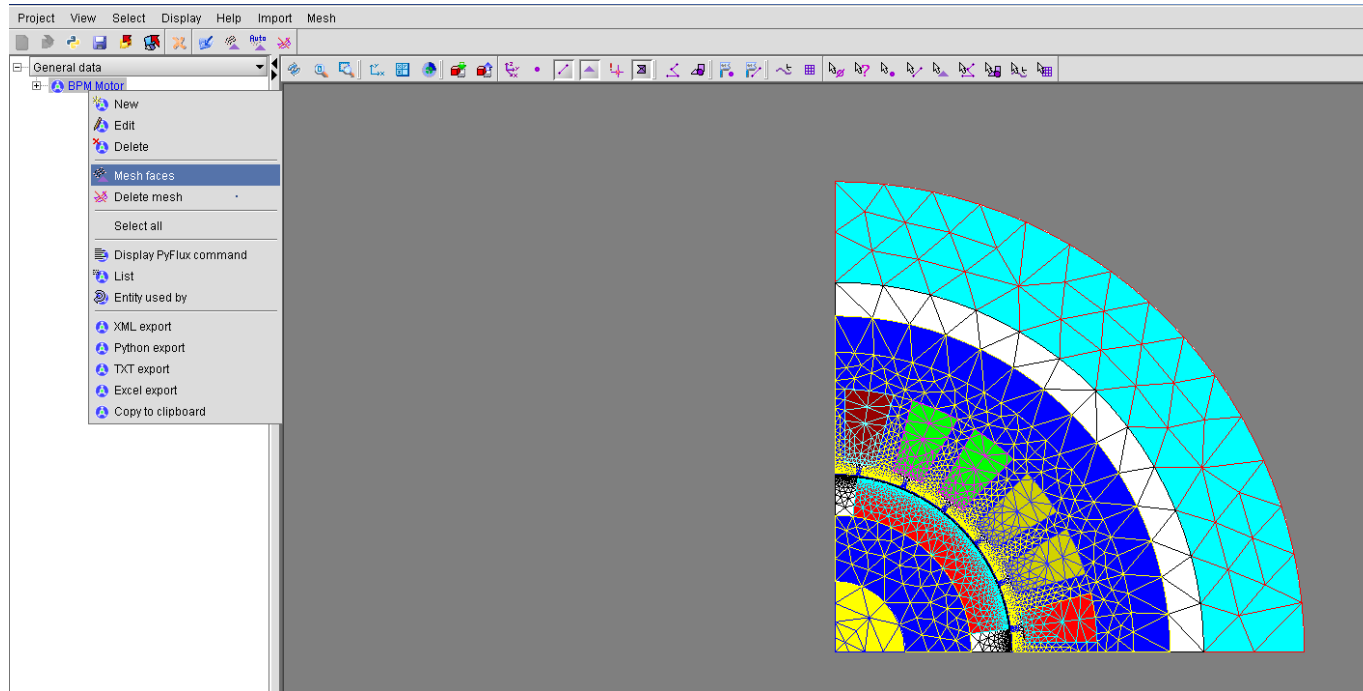 Project View Select Display Help Import Mesh
Auto
General data
BPM Motor
New
Edit
Delete
Mesh faces
Delete mesh
Select all
Display PyFlux command
List
Entity used by
XML export
Python export
TXT export
Excel export
Copy to clipboard